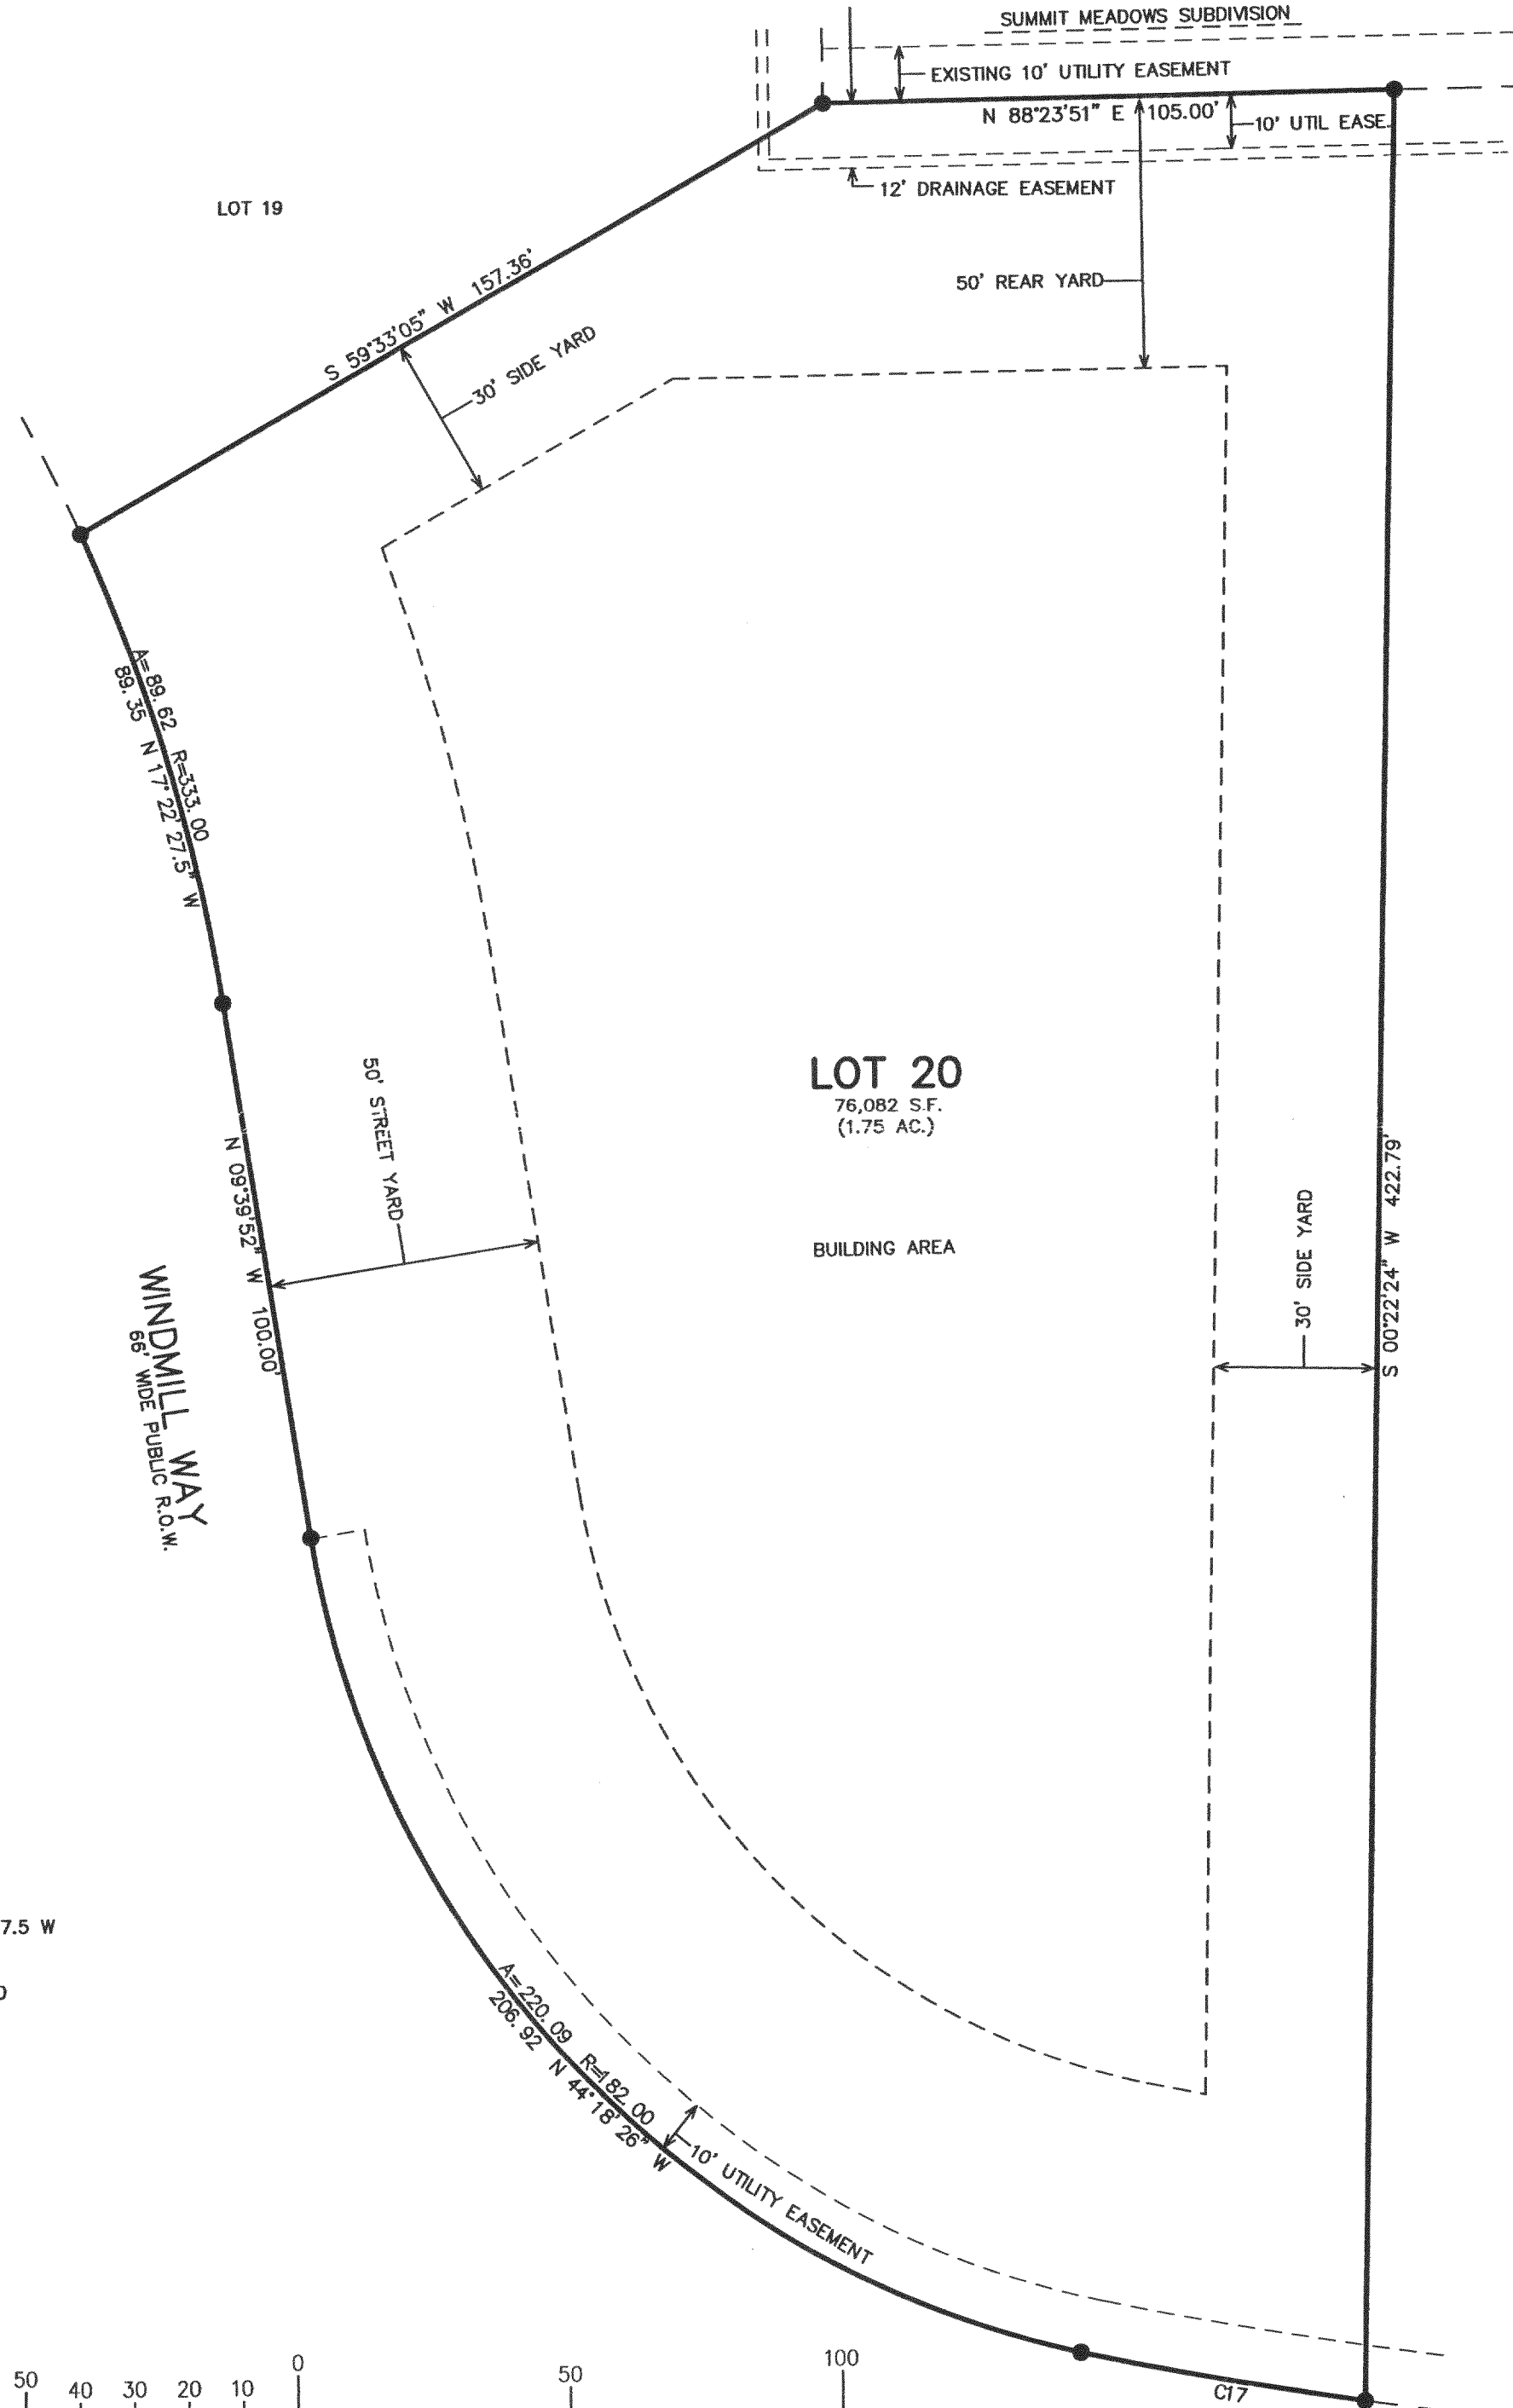 SUMMIT MEADOWS SUBDIVISION
EXISTING 10' UTILITY EASEMENT
N 88°23'51" E 105.00'
10' UTIL EASE.
12' DRAINAGE EASEMENT
LOT 19
50' REAR YARD
S 59°33'05" W 157.36'
30' SIDE YARD
A=89.62 R=333.00
89.35 N 17°22'27.5" W
LOT 20
76,082 S.F.
(1.75 AC.)
50' STREET YARD
N 09°39'52" W 100.00'
BUILDING AREA
30' SIDE YARD
S 00°22'24" W 422.79'
WINDMILL WAY
66' WIDE PUBLIC R.O.W.
7.5 W
A=220.09 R=182.00
206.92 N 44°18'26" W
10' UTILITY EASEMENT
C17
50 40 30 20 10 0 50 100